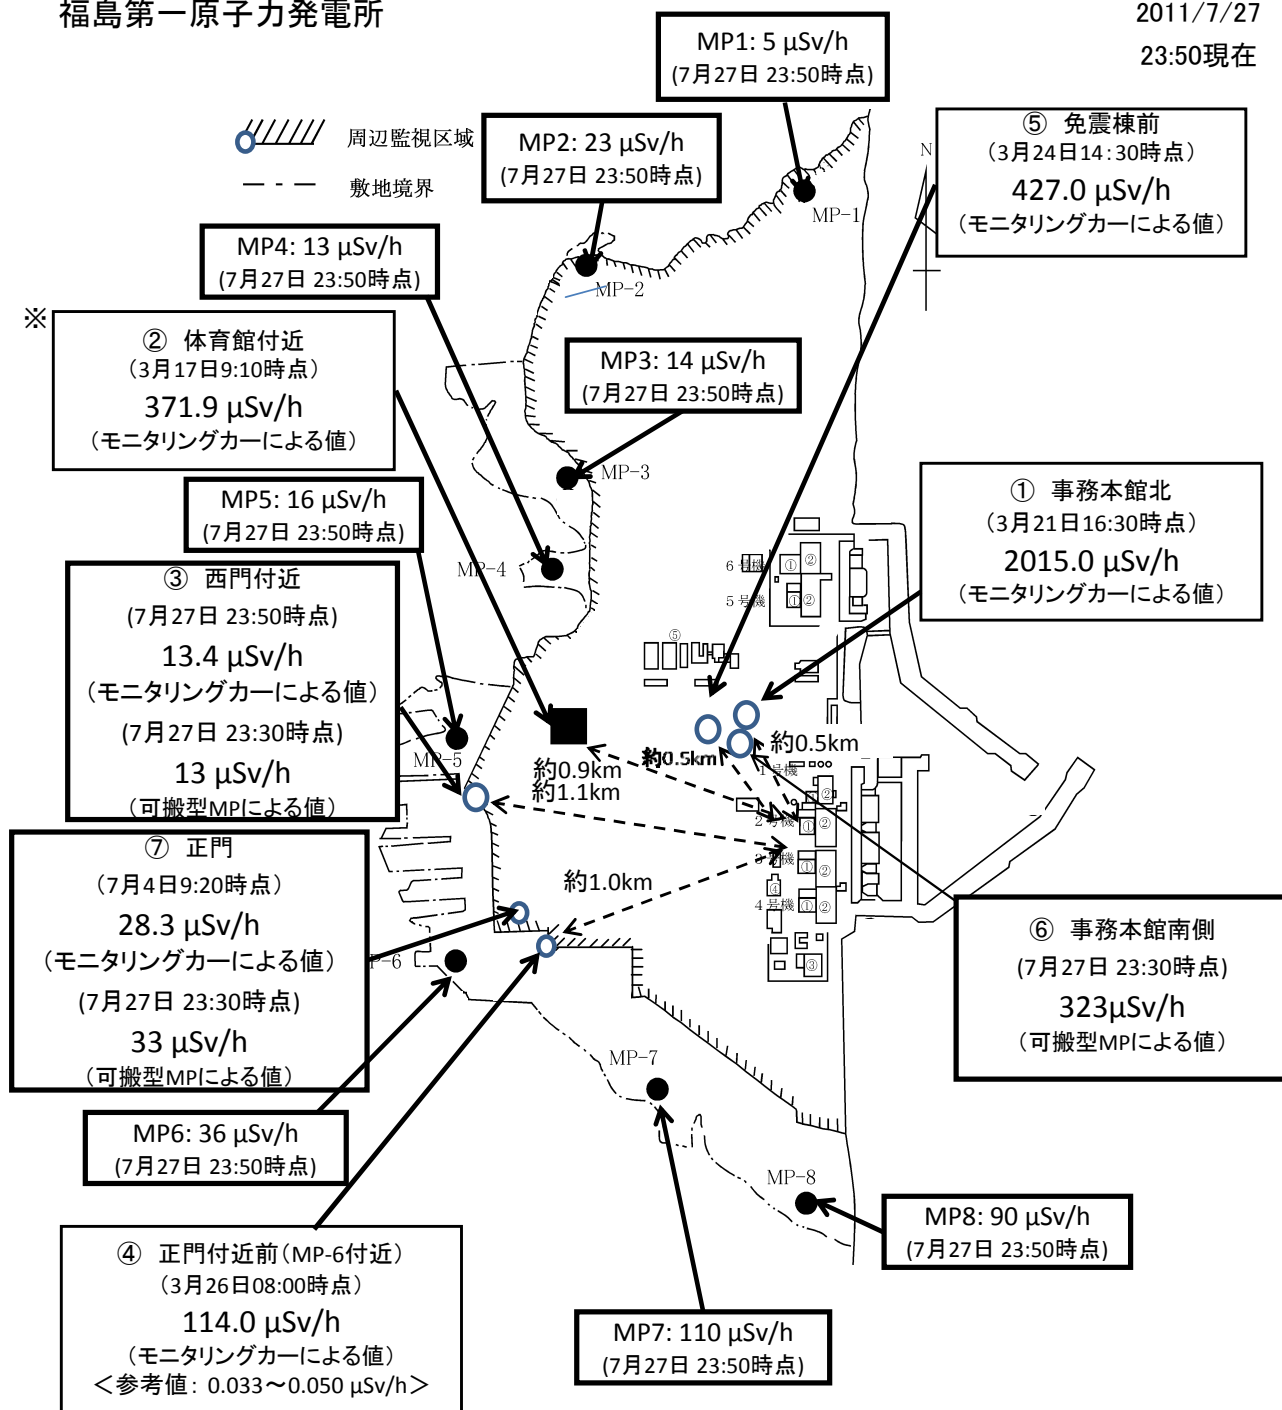 福島第一原子力発電所
2011/7/27
23:50現在
周辺監視区域
敷地境界
MP1: 5 μSv/h
(7月27日 23:50時点)
MP2: 23 μSv/h
(7月27日 23:50時点)
⑤ 免震棟前
（3月24日14:30時点）
427.0 μSv/h
（モニタリングカーによる値）
N
MP-1
MP4: 13 μSv/h
(7月27日 23:50時点)
MP-2
※
② 体育館付近
（3月17日9:10時点）
371.9 μSv/h
（モニタリングカーによる値）
MP3: 14 μSv/h
(7月27日 23:50時点)
MP-3
MP5: 16 μSv/h
(7月27日 23:50時点)
① 事務本館北
（3月21日16:30時点）
2015.0 μSv/h
（モニタリングカーによる値）
MP-4
６号機
① ②
５号機
① ②
⑤
③ 西門付近
(7月27日 23:50時点)
13.4 μSv/h
（モニタリングカーによる値）
(7月27日 23:30時点)
13 μSv/h
（可搬型MPによる値）
MP-5
約0.9km
約1.1km
約0.5km
約0.5km
１号機
②
２号機
① ②
３号機
① ②
④
４号機
① ②
③
約1.0km
⑦ 正門
（7月4日9:20時点）
28.3 μSv/h
（モニタリングカーによる値）
(7月27日 23:30時点)
33 μSv/h
（可搬型MPによる値）
P-6
⑥ 事務本館南側
(7月27日 23:30時点)
323μSv/h
（可搬型MPによる値）
MP-7
MP6: 36 μSv/h
(7月27日 23:50時点)
MP-8
MP8: 90 μSv/h
(7月27日 23:50時点)
④ 正門付近前（MP-6付近）
（3月26日08:00時点）
114.0 μSv/h
（モニタリングカーによる値）
＜参考値: 0.033～0.050 μSv/h＞
MP7: 110 μSv/h
(7月27日 23:50時点)